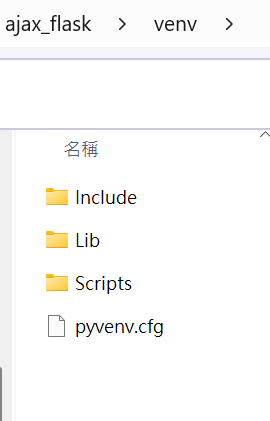 ajax_flask > venv >
名稱
Include
Lib
Scripts
pyvenv.cfg